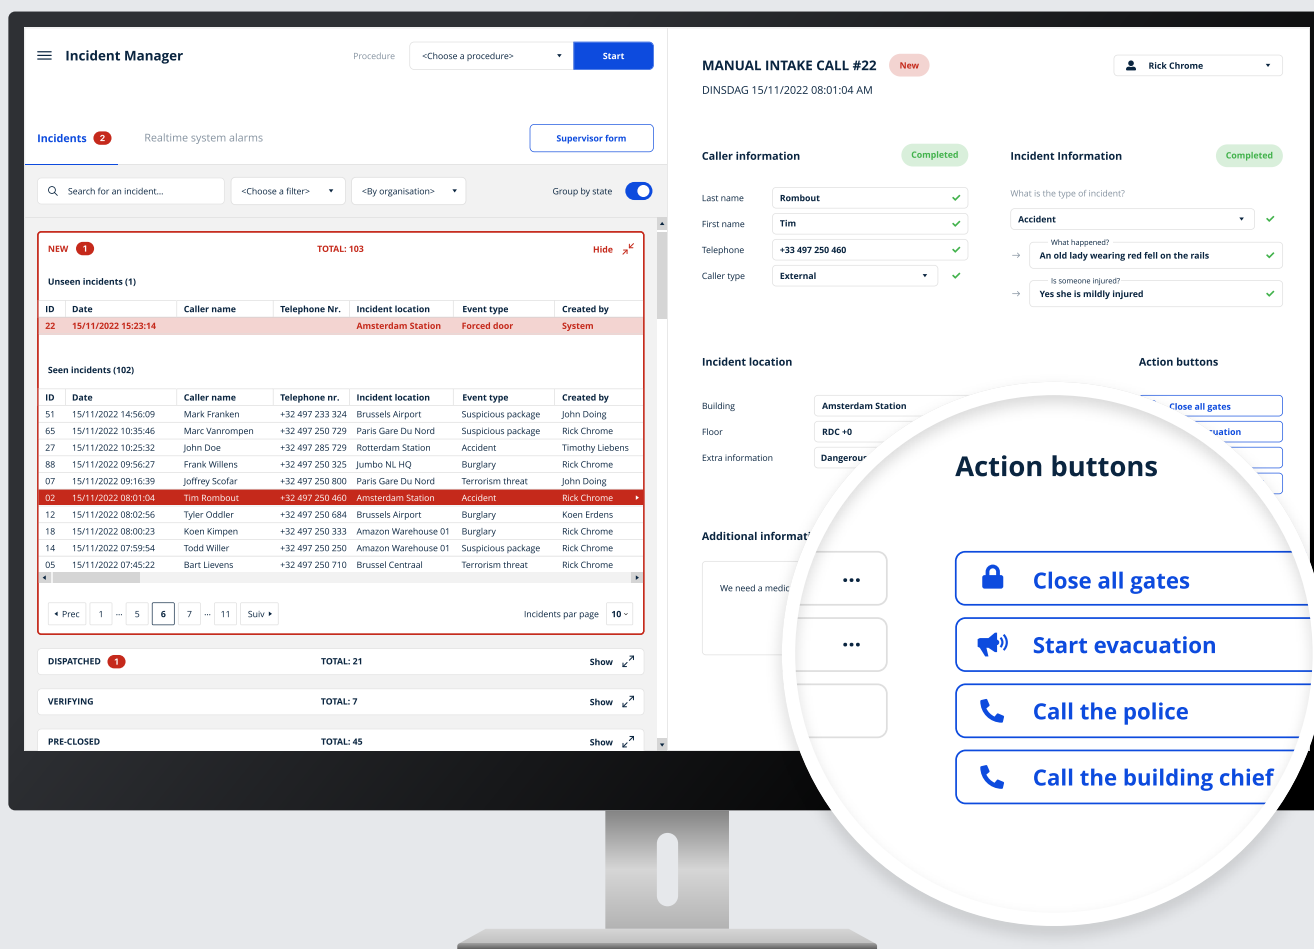 Incident Manager
Procedure
<Choose a procedure>
Start
Incidents 2
Realtime system alarms
Supervisor form
Search for an incident...
<Choose a filter>
<By organisation>
Group by state
NEW 1
TOTAL: 103
Hide
Unseen incidents (1)
ID Date Caller name Telephone Nr. Incident location Event type Created by
22 15/11/2022 15:23:14 Amsterdam Station Forced door System
Seen incidents (102)
ID Date Caller name Telephone nr. Incident location Event type Created by
51 15/11/2022 14:56:09 Mark Franken +32 497 233 324 Brussels Airport Suspicious package John Doing
65 15/11/2022 10:35:46 Marc Vanrompen +32 497 250 729 Paris Gare Du Nord Suspicious package Rick Chrome
27 15/11/2022 10:25:32 John Doe +32 497 285 729 Rotterdam Station Accident Timothy Liebens
88 15/11/2022 09:56:27 Frank Willens +32 497 250 325 Jumbo NL HQ Burglary Rick Chrome
07 15/11/2022 09:16:39 Joffrey Scofar +32 497 250 800 Paris Gare Du Nord Terrorism threat John Doing
02 15/11/2022 08:01:04 Tim Rombout +32 497 250 460 Amsterdam Station Accident Rick Chrome
12 15/11/2022 08:02:56 Tyler Oddler +32 497 250 684 Brussels Airport Burglary Koen Erdens
18 15/11/2022 08:00:23 Koen Kimpen +32 497 250 333 Amazon Warehouse 01 Burglary Rick Chrome
14 15/11/2022 07:59:54 Todd Willer +32 497 250 250 Amazon Warehouse 01 Suspicious package Rick Chrome
05 15/11/2022 07:45:22 Bart Lievens +32 497 250 710 Brussel Centraal Terrorism threat Rick Chrome
Prec 1 ... 5 6 7 ... 11 Suiv
Incidents par page 10
DISPATCHED 1 TOTAL: 21 Show
VERIFYING TOTAL: 7 Show
PRE-CLOSED TOTAL: 45 Show
MANUAL INTAKE CALL #22 New
Rick Chrome
DINSDAG 15/11/2022 08:01:04 AM
Caller information Completed
Last name Rombout
First name Tim
Telephone +33 497 250 460
Caller type External
Incident Information Completed
What is the type of incident?
Accident
What happened?
An old lady wearing red fell on the rails
Is someone injured?
Yes she is mildly injured
Incident location
Building Amsterdam Station
Floor RDC +0
Extra information
Action buttons
Close all gates
Additional
We need a
Action buttons
...
Close all gates
...
Start evacuation
Call the police
Call the building chief